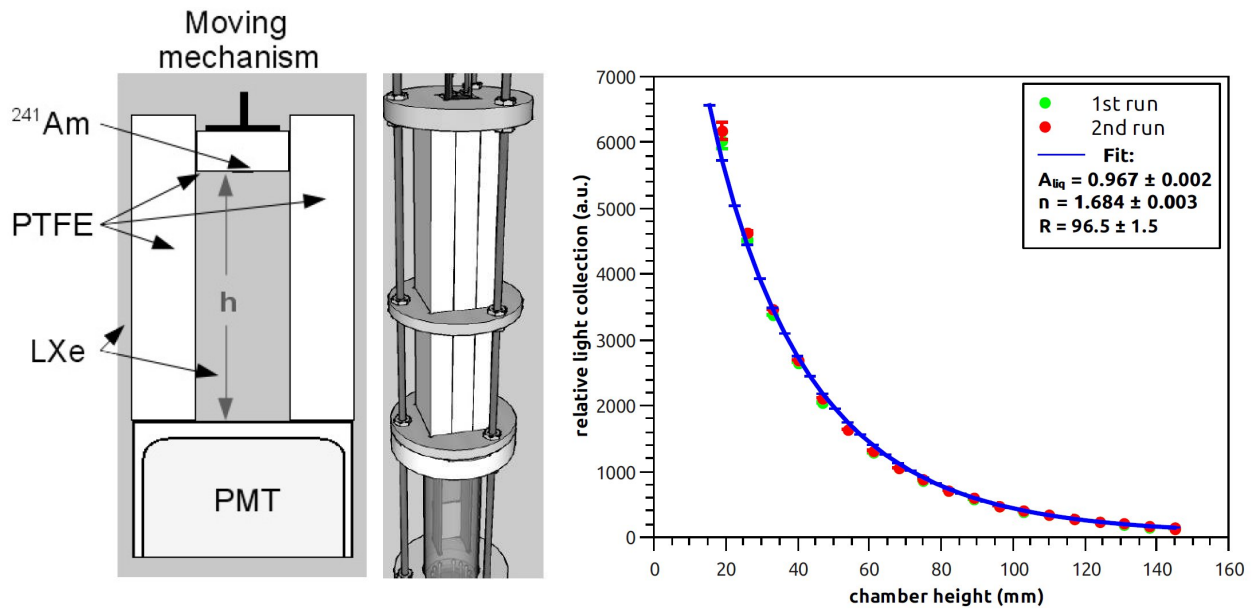 Moving
mechanism
²⁴¹Am
PTFE
h
LXe
PMT
relative light collection (a.u.)
7000
6000
5000
4000
3000
2000
1000
0
0 20 40 60 80 100 120 140 160
chamber height (mm)
1st run
2nd run
Fit:
Aₗᵢq = 0.967 ± 0.002
n = 1.684 ± 0.003
R = 96.5 ± 1.5